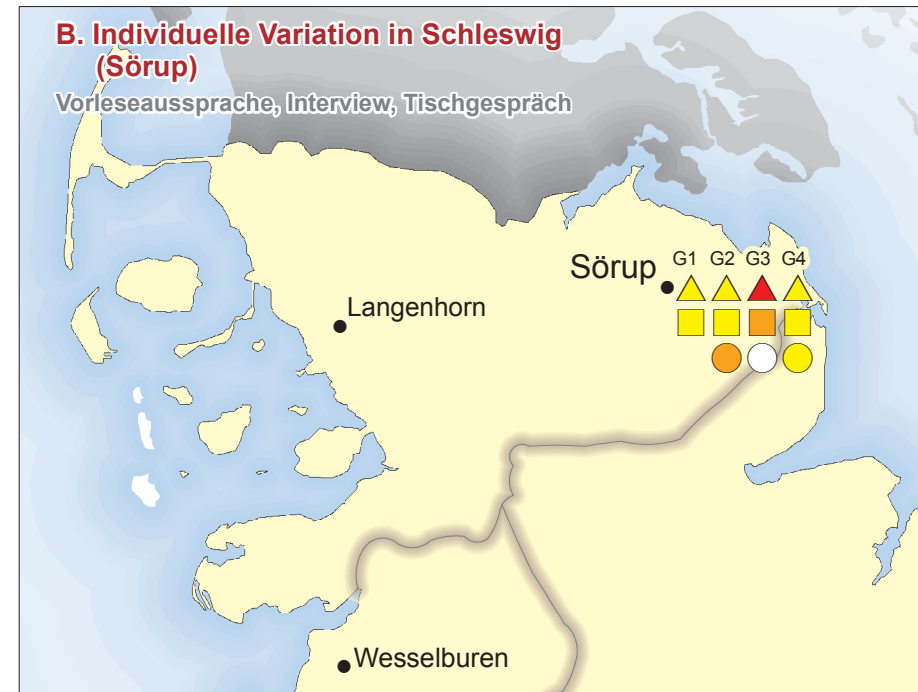 B. Individuelle Variation in Schleswig
(Sörup)
Vorleseaussprache, Interview, Tischgespräch
G1 G2 G3 G4
Sörup
Langenhorn
Wesselburen